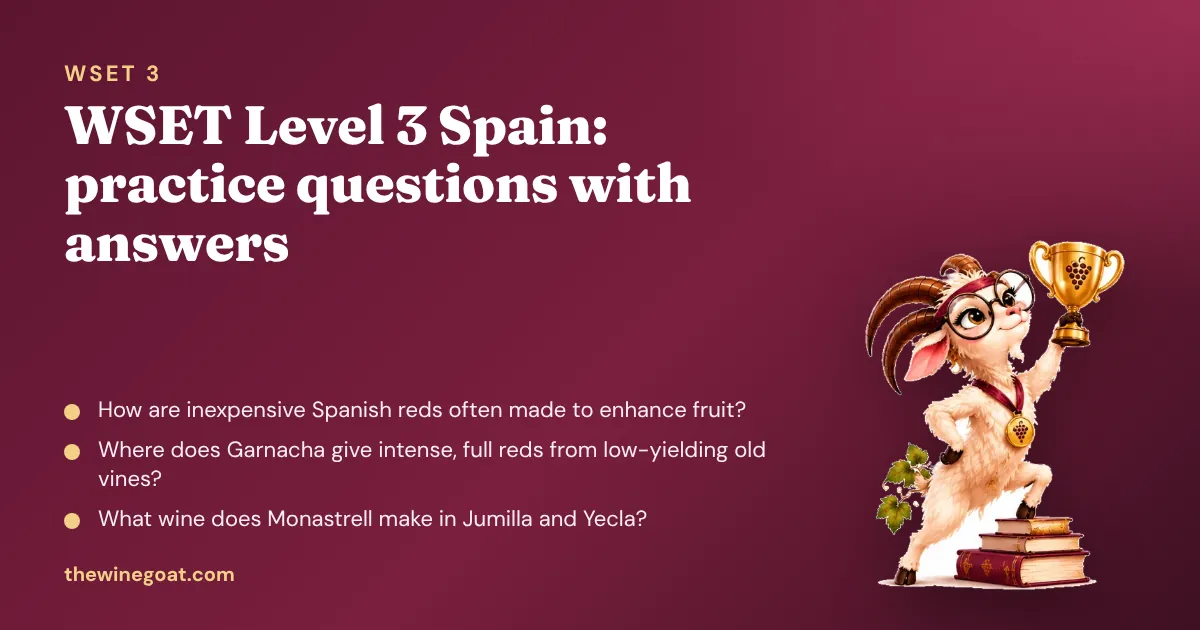 WSET 3
WSET Level 3 Spain:
practice questions with
answers
How are inexpensive Spanish reds often made to enhance fruit?
Where does Garnacha give intense, full reds from low-yielding old
vines?
What wine does Monastrell make in Jumilla and Yecla?
thewinegoat.com